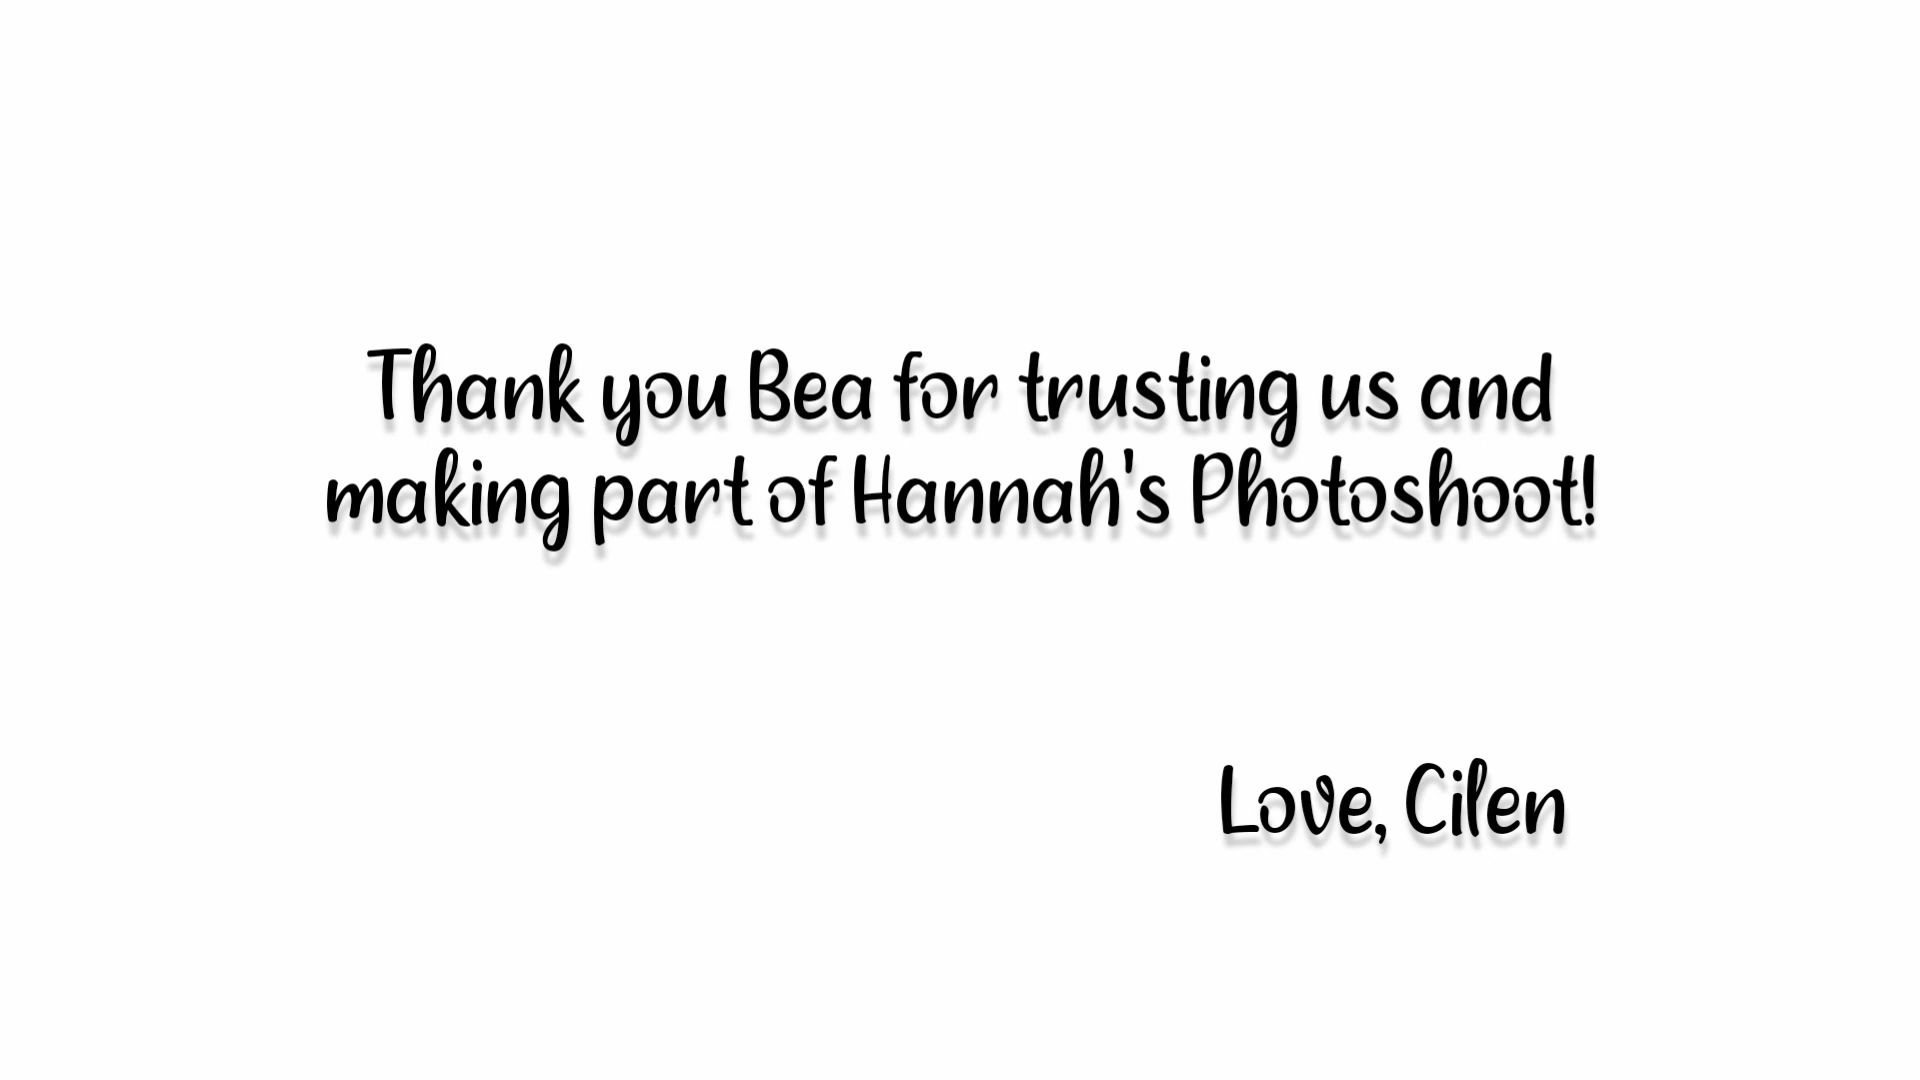 Thank you Bea for trusting us and
making part of Hannah's Photoshoot!
Love, Cilen